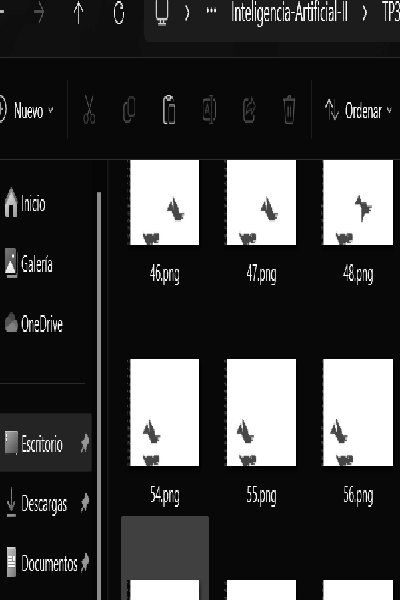 Inteligencia-Artificial-II > TP3
Nuevo
Ordenar
Inicio
Galería
OneDrive
Escritorio
Descargas
Documentos
46.png 47.png 48.png
54.png 55.png 56.png